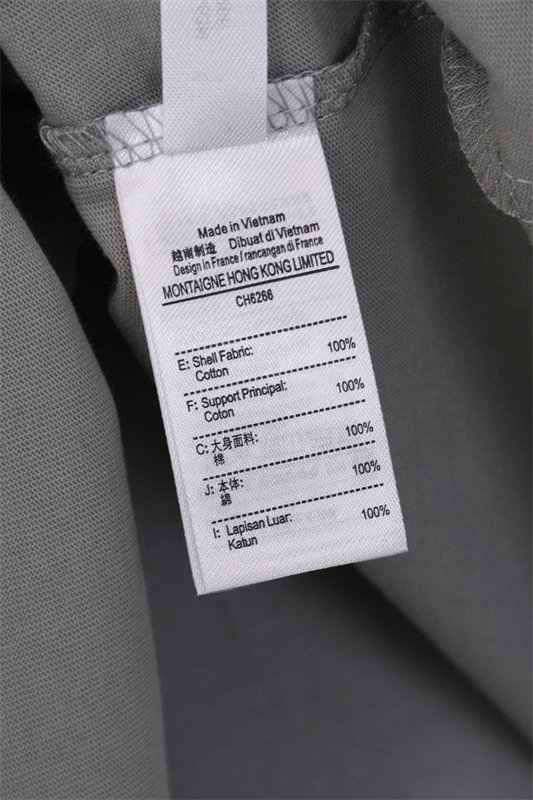 Made in Vietnam
越南制造 Dibuat di Vietnam
Design in France / rancangan di France
MONTAIGNE HONG KONG LIMITED
CH6266
E: Shell Fabric: 100%
Cotton
F: Support Principal: 100%
Coton
C: 大身面料: 100%
棉
J: 本体: 100%
綿
I: Lapisan Luar: 100%
Katun